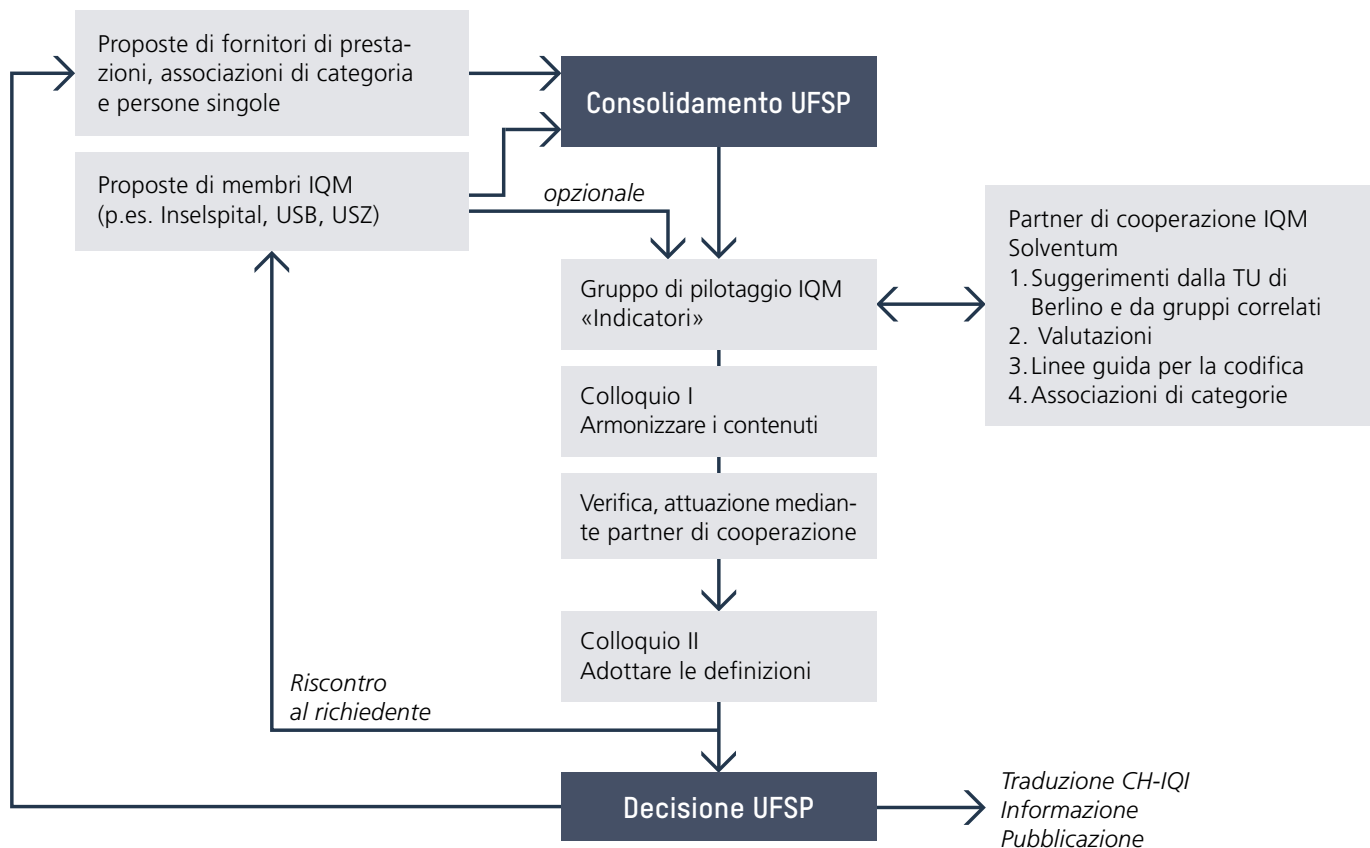 Proposte di fornitori di presta-
zioni, associazioni di categoria
e persone singole
Consolidamento UFSP
Proposte di membri IQM
(p.es. Inselspital, USB, USZ)
opzionale
Gruppo di pilotaggio IQM
«Indicatori»
Partner di cooperazione IQM
Solventum
1. Suggerimenti dalla TU di
Berlino e da gruppi correlati
2. Valutazioni
3. Linee guida per la codifica
4. Associazioni di categorie
Colloquio I
Armonizzare i contenuti
Verifica, attuazione median-
te partner di cooperazione
Colloquio II
Adottare le definizioni
Riscontro
al richiedente
Decisione UFSP
Traduzione CH-IQI
Informazione
Pubblicazione